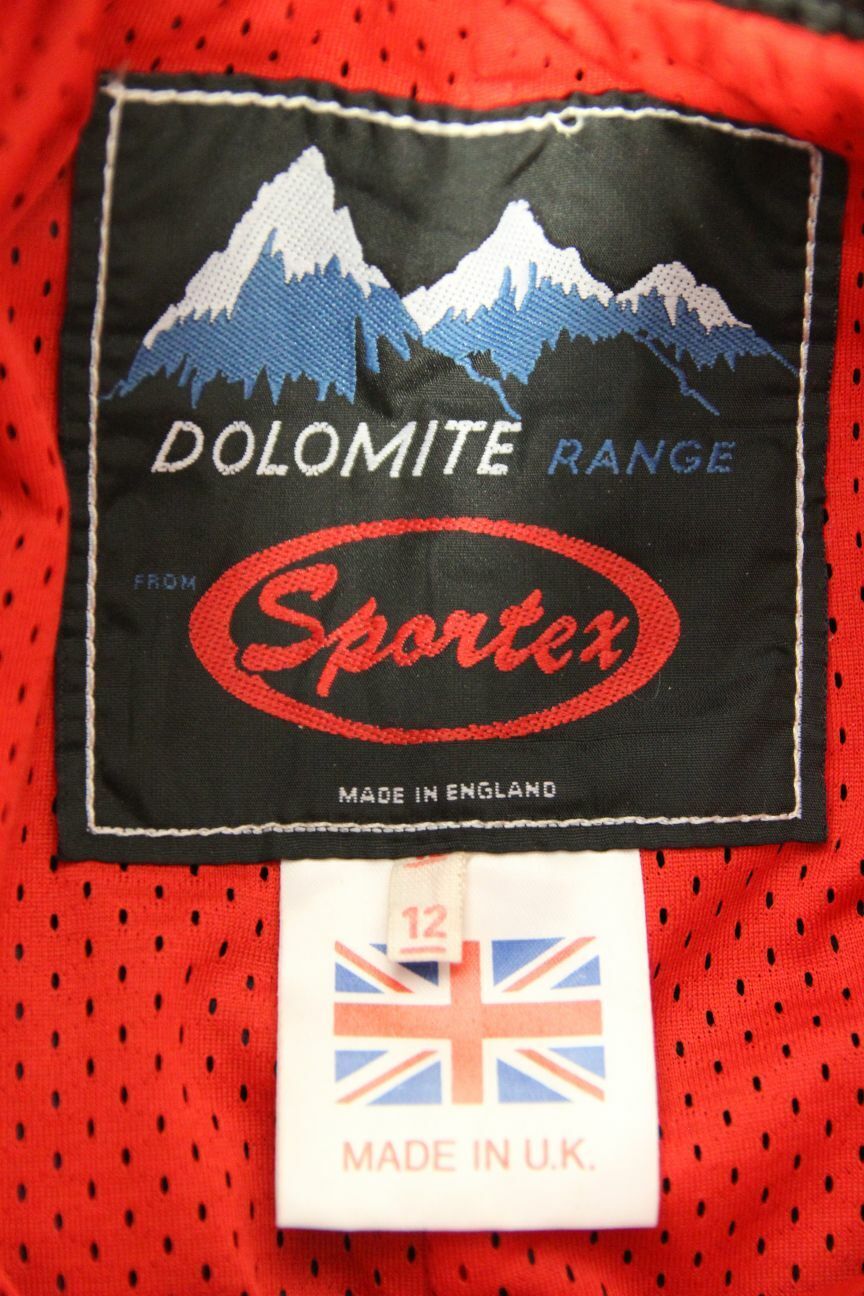 DOLOMITE RANGE
FROM Sportex
MADE IN ENGLAND
12
MADE IN U.K.